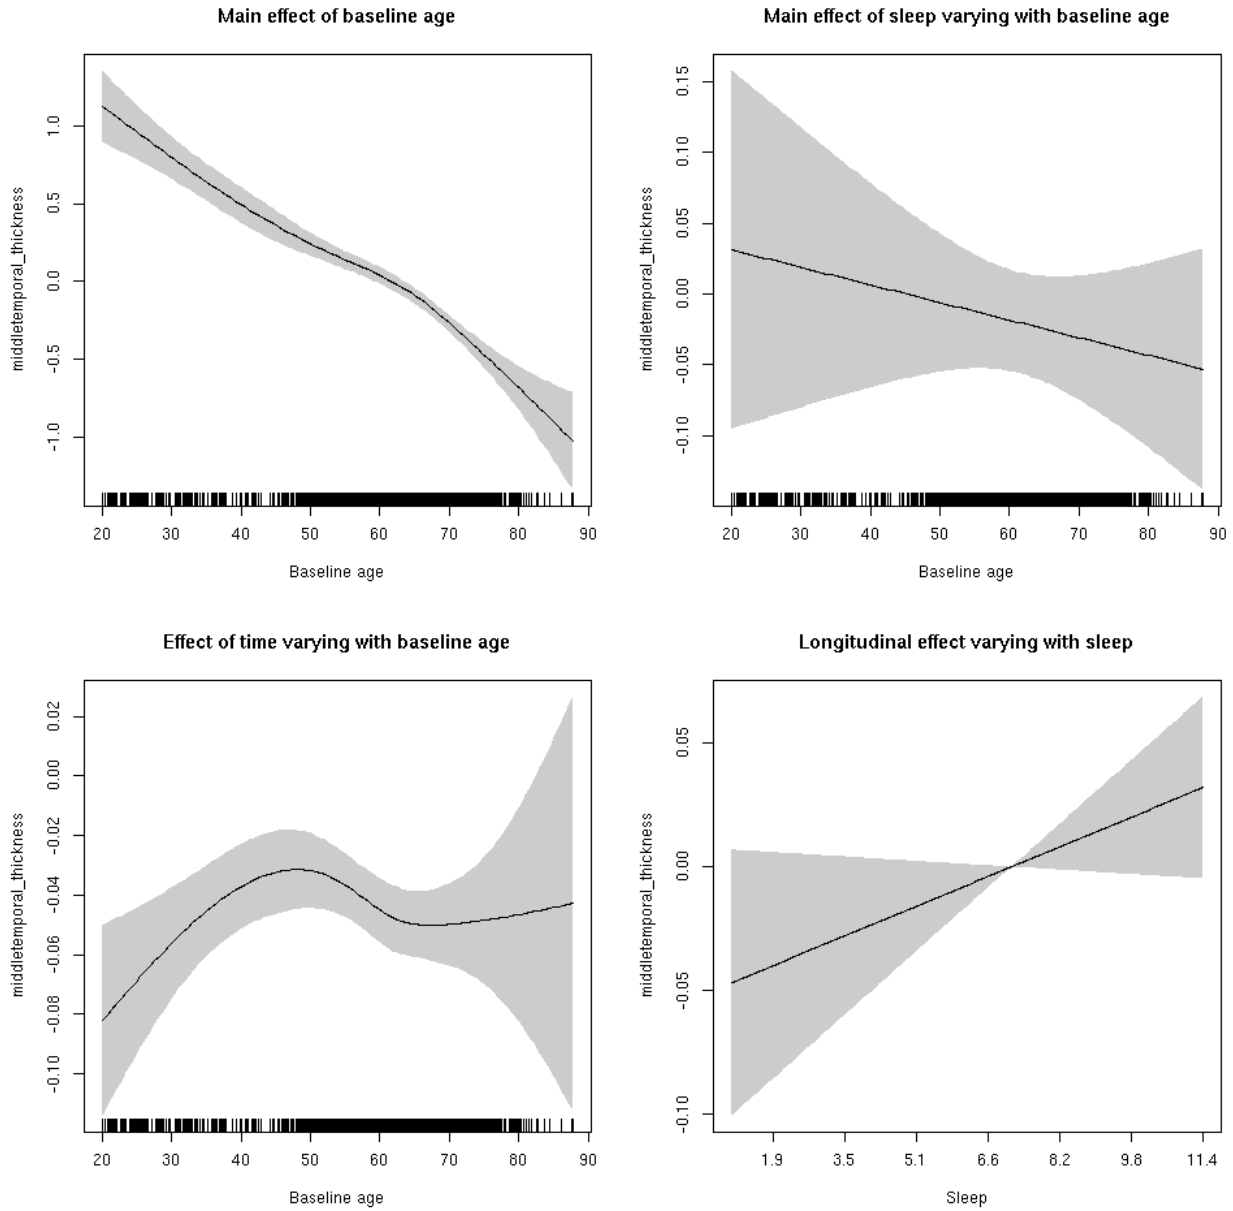 Main effect of baseline age
middletemporal_thickness
1.0
0.5
0.0
-0.5
-1.0
20 30 40 50 60 70 80 90
Baseline age
Main effect of sleep varying with baseline age
middletemporal_thickness
0.15
0.10
0.05
0.00
-0.05
-0.10
20 30 40 50 60 70 80 90
Baseline age
Effect of time varying with baseline age
middletemporal_thickness
0.02
0.00
-0.02
-0.04
-0.06
-0.08
-0.10
20 30 40 50 60 70 80 90
Baseline age
Longitudinal effect varying with sleep
middletemporal_thickness
0.05
0.00
-0.05
-0.10
1.9 3.5 5.1 6.6 8.2 9.8 11.4
Sleep